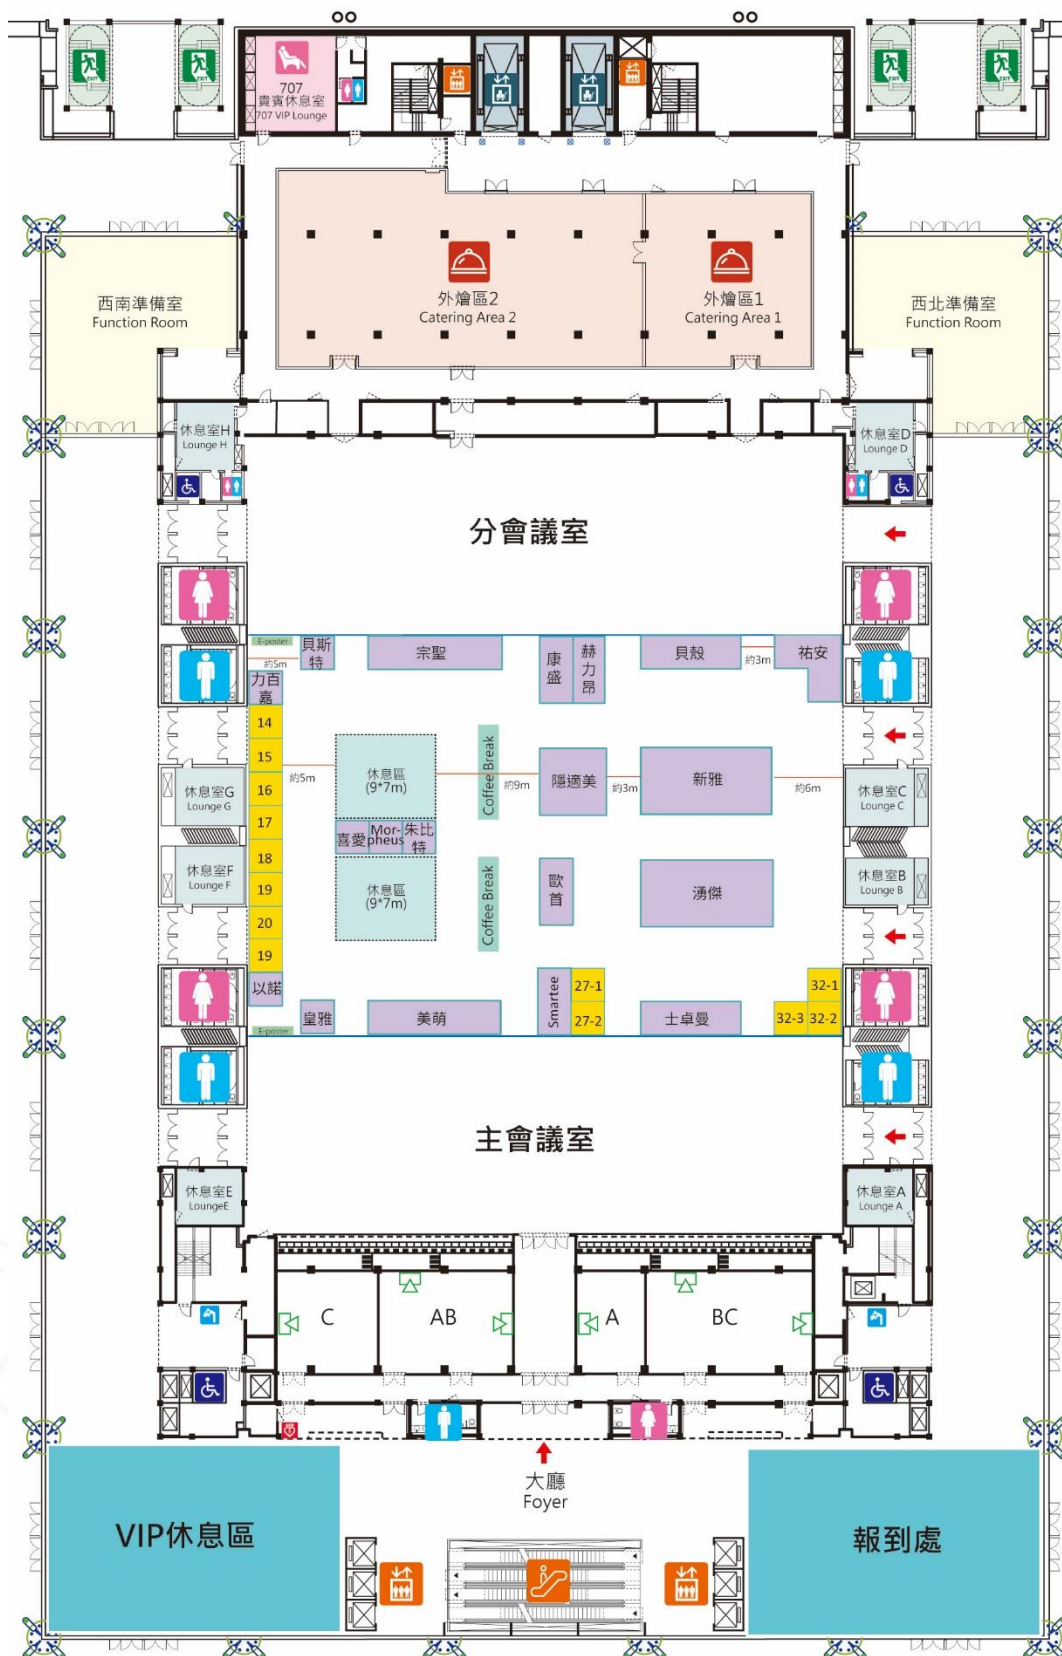 EXIT
EXIT
EXIT
EXIT
707
貴賓休息室
707 VIP Lounge
外燴區2
Catering Area 2
外燴區1
Catering Area 1
西南準備室
Function Room
西北準備室
Function Room
休息室H
Lounge H
休息室D
Lounge D
分會議室
E-poster
貝斯
特
宗聖
康
盛
赫
力
昂
貝殼
約3m
祐安
約5m
力百
嘉
14
15
16
17
18
19
20
19
以諾
約5m
休息區
(9*7m)
Coffee Break
約9m
隱適美
約3m
新雅
約6m
休息室G
Lounge G
休息室C
Lounge C
喜愛
Mor-
pheus
朱比
特
休息室F
Lounge F
休息區
(9*7m)
Coffee Break
歐
首
湧傑
休息室B
Lounge B
E-poster
皇雅
美萌
Smartee
27-1
27-2
士卓曼
32-1
32-3
32-2
主會議室
休息室E
LoungeE
休息室A
Lounge A
C
AB
A
BC
大廳
Foyer
VIP休息區
報到處